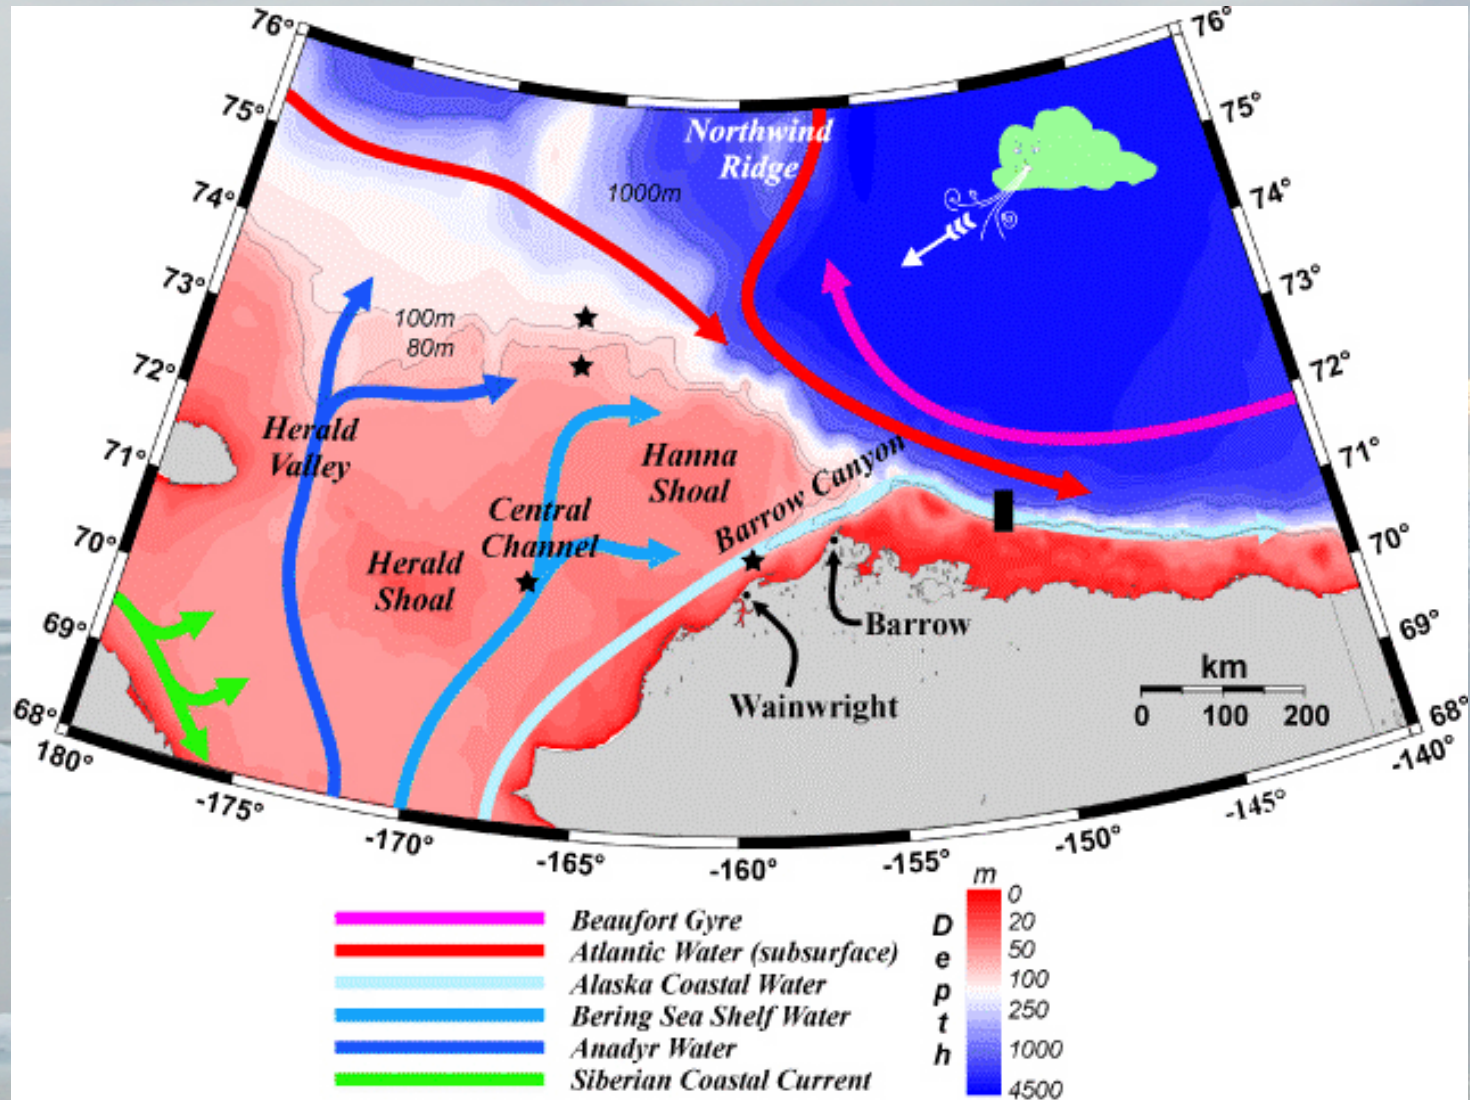 76°
76°
75°
75°
74°
74°
73°
73°
72°
72°
71°
71°
70°
70°
69°
69°
68°
68°
Northwind
Ridge
1000m
100m
80m
Herald
Valley
Hanna
Shoal
Central
Channel
Barrow Canyon
Herald
Shoal
Barrow
Wainwright
km
0 100 200
180°
-175°
-170°
-165°
-160°
-155°
-150°
-145°
-140°
Beaufort Gyre
Atlantic Water (subsurface)
Alaska Coastal Water
Bering Sea Shelf Water
Anadyr Water
Siberian Coastal Current
Depth
m
0
20
50
100
250
1000
4500